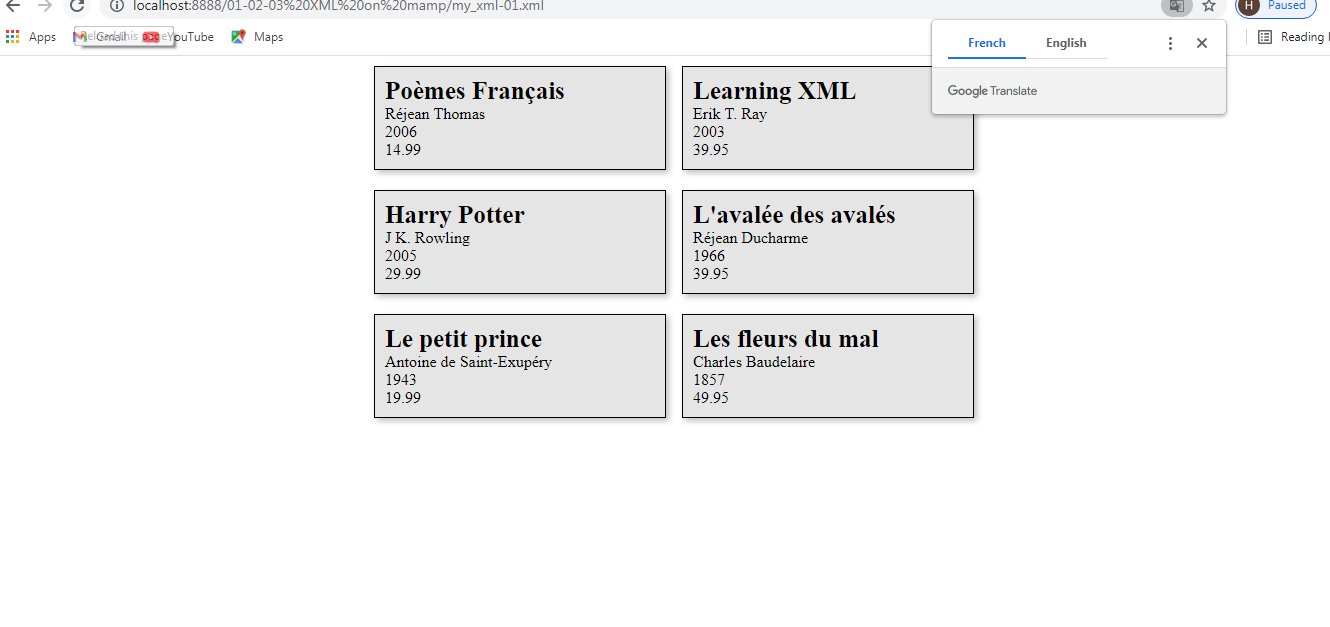 localhost:8888/01-02-03%20XML%20on%20mamp/my_xml-01.xml
H Paused
Apps Gmail YouTube Maps
Reading
French English
Google Translate
Poèmes Français
Réjean Thomas
2006
14.99
Learning XML
Erik T. Ray
2003
39.95
Harry Potter
J K. Rowling
2005
29.99
L'avalée des avalés
Réjean Ducharme
1966
39.95
Le petit prince
Antoine de Saint-Exupéry
1943
19.99
Les fleurs du mal
Charles Baudelaire
1857
49.95